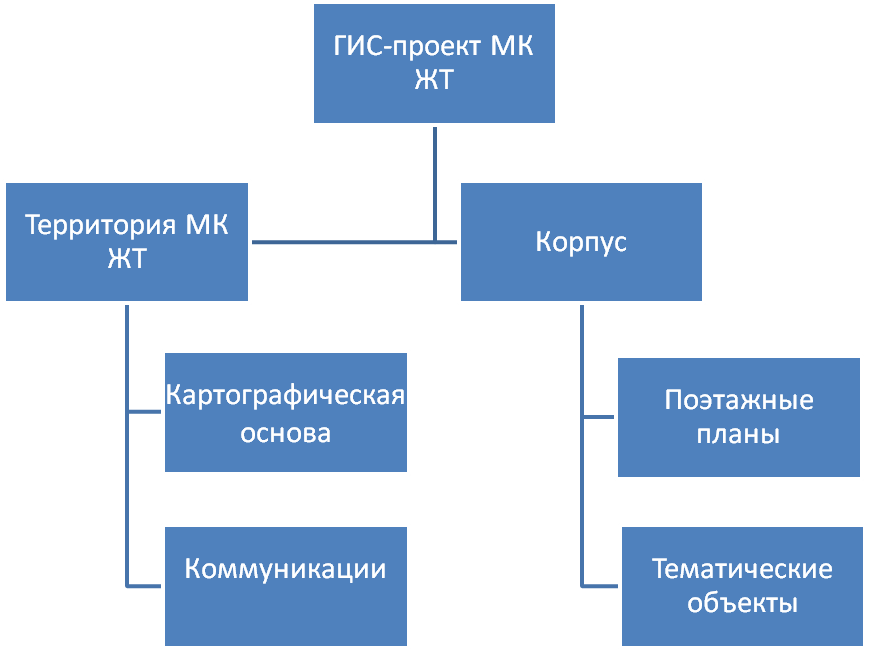 ГИС-проект МК
ЖТ
Территория МК
ЖТ
Корпус
Картографическая
основа
Поэтажные
планы
Коммуникации
Тематические
объекты